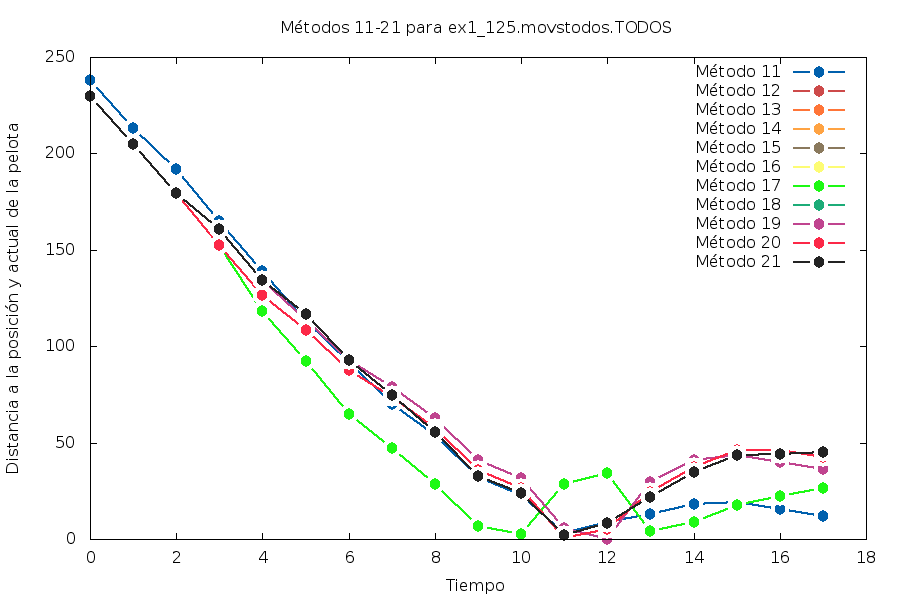 Métodos 11-21 para ex1_125.movstodos.TODOS
Distancia a la posición y actual de la pelota
250
200
150
100
50
0
Método 11
Método 12
Método 13
Método 14
Método 15
Método 16
Método 17
Método 18
Método 19
Método 20
Método 21
0 2 4 6 8 10 12 14 16 18
Tiempo